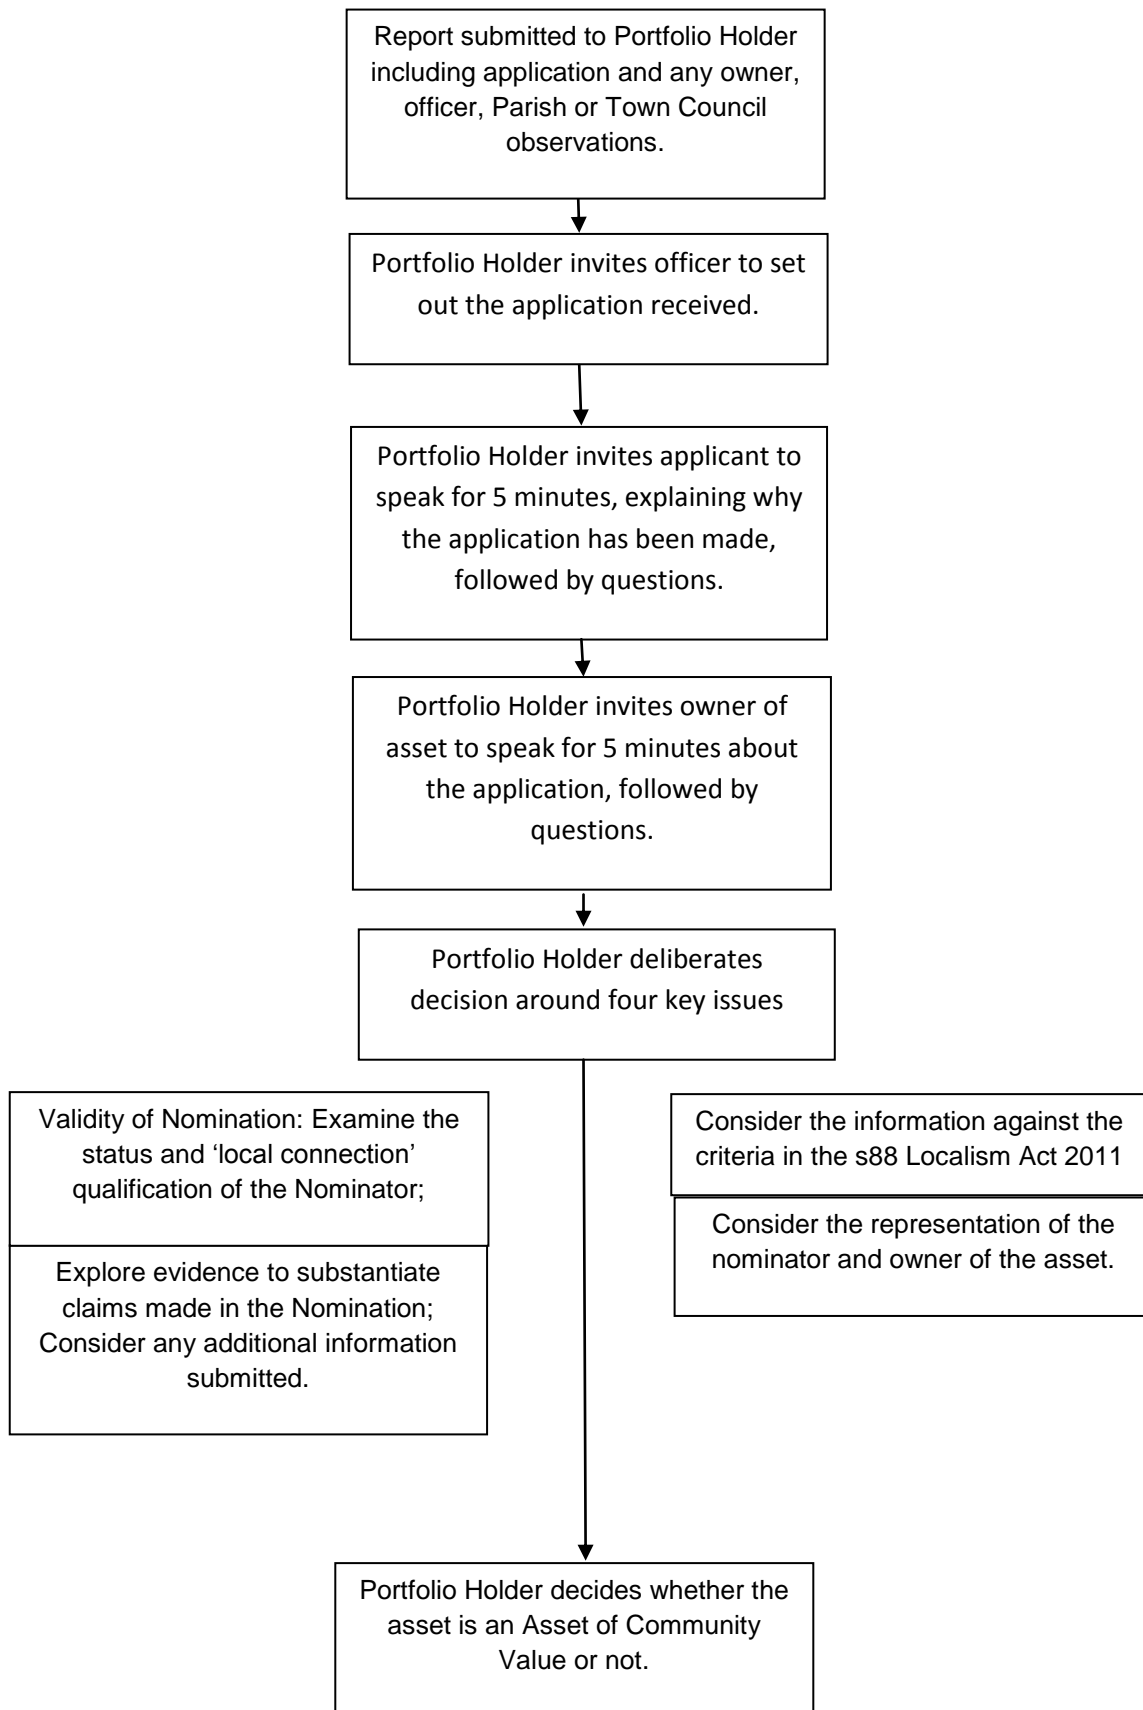 Report submitted to Portfolio Holder
including application and any owner,
officer, Parish or Town Council
observations.
Portfolio Holder invites officer to set
out the application received.
Portfolio Holder invites applicant to
speak for 5 minutes, explaining why
the application has been made,
followed by questions.
Portfolio Holder invites owner of
asset to speak for 5 minutes about
the application, followed by
questions.
Portfolio Holder deliberates
decision around four key issues
Validity of Nomination: Examine the
status and ‘local connection’
qualification of the Nominator;
Explore evidence to substantiate
claims made in the Nomination;
Consider any additional information
submitted.
Consider the information against the
criteria in the s88 Localism Act 2011
Consider the representation of the
nominator and owner of the asset.
Portfolio Holder decides whether the
asset is an Asset of Community
Value or not.